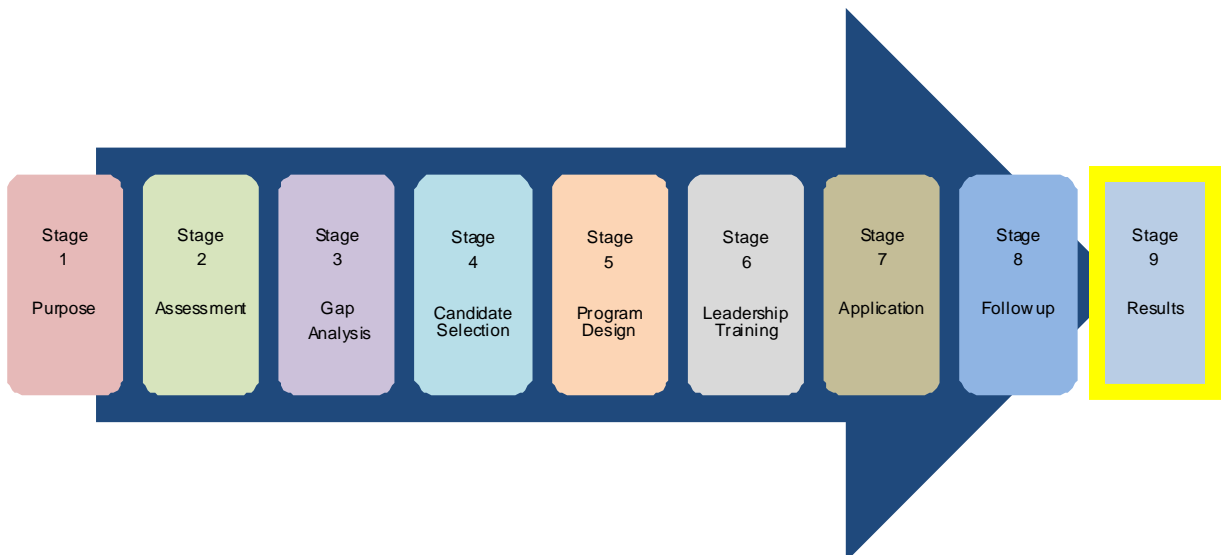 Stage
1
Purpose
Stage
2
Assessment
Stage
3
Gap
Analysis
Stage
4
Candidate
Selection
Stage
5
Program
Design
Stage
6
Leadership
Training
Stage
7
Application
Stage
8
Follow up
Stage
9
Results